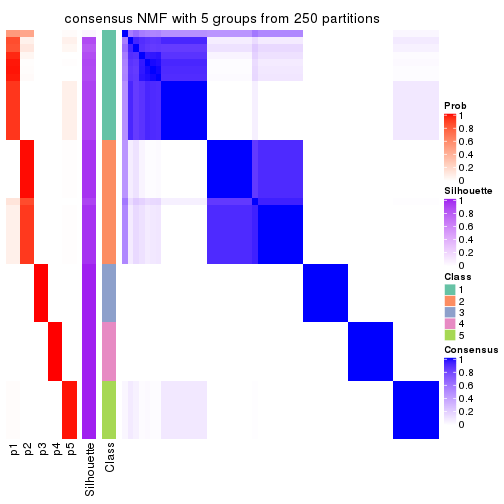 consensus NMF with 5 groups from 250 partitions
p1
p2
p3
p4
p5
Silhouette
Class
Prob
1
0.8
0.6
0.4
0.2
0
Silhouette
1
0.8
0.6
0.4
0.2
0
Class
1
2
3
4
5
Consensus
1
0.8
0.6
0.4
0.2
0